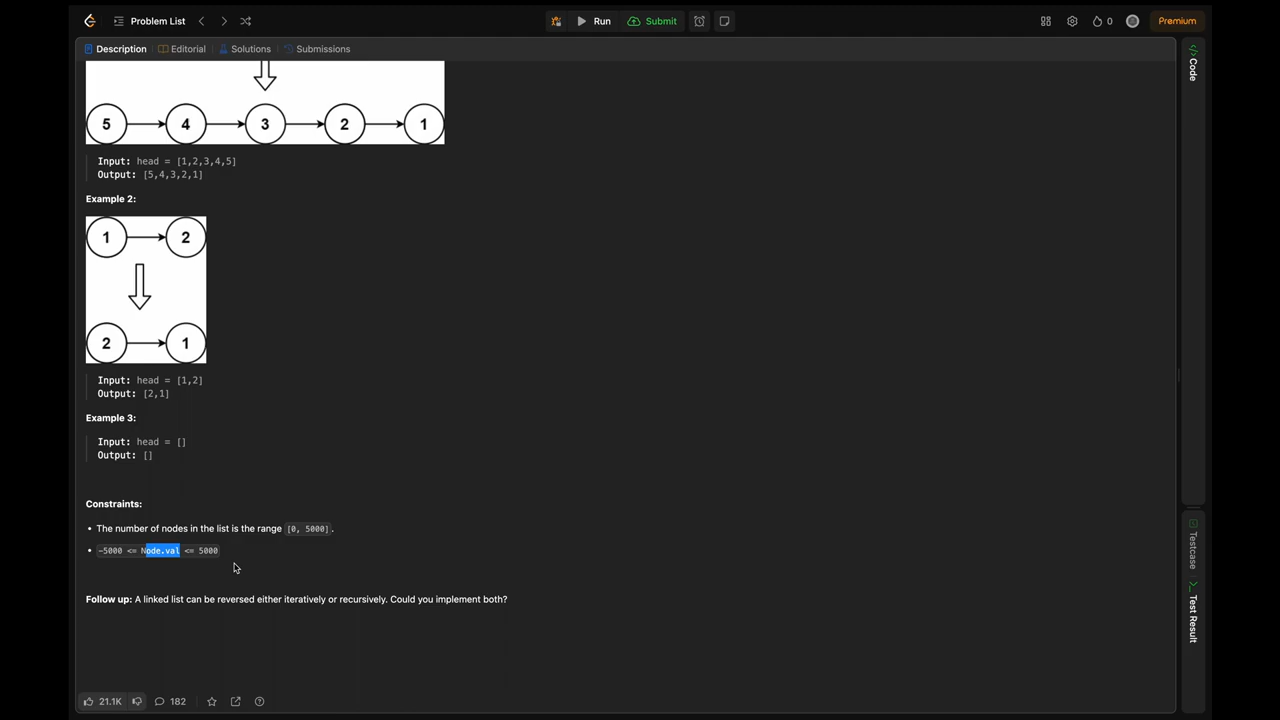 Problem List
Run
Submit
0
Premium
Description
Editorial
Solutions
Submissions
Code
5 4 3 2 1
Input: head = [1,2,3,4,5]
Output: [5,4,3,2,1]
Example 2:
1 2
2 1
Input: head = [1,2]
Output: [2,1]
Example 3:
Input: head = []
Output: []
Constraints:
• The number of nodes in the list is the range [0, 5000].
• -5000 <= Node.val <= 5000
Follow up: A linked list can be reversed either iteratively or recursively. Could you implement both?
Testcase
Test Result
21.1K
182